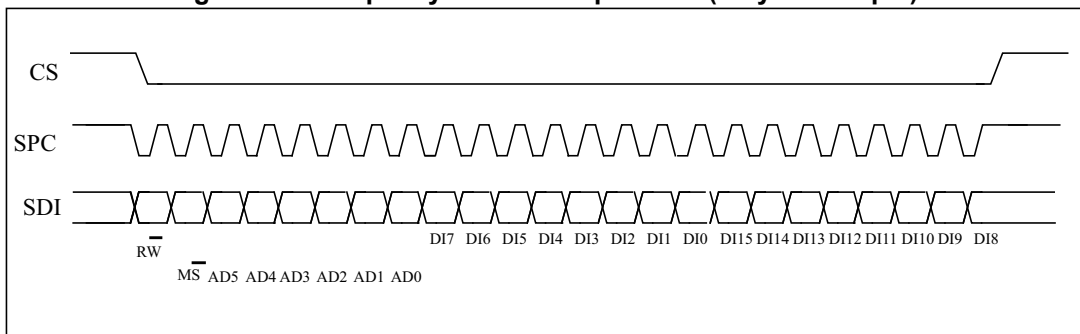 CS
SPC
SDI
DI7 DI6 DI5 DI4 DI3 DI2 DI1 DI0 DI15 DI14 DI13 DI12 DI11 DI10 DI9 DI8
RW
MS AD5 AD4 AD3 AD2 AD1 AD0